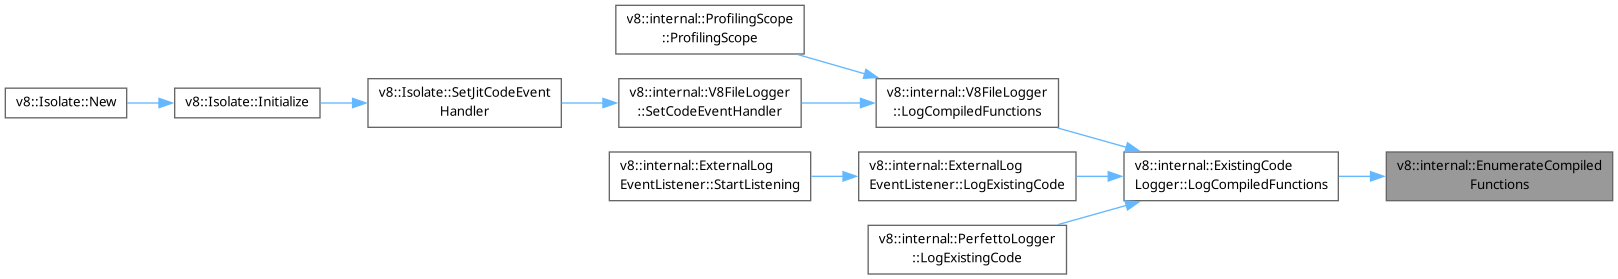 v8::internal::ProfilingScope
::ProfilingScope
v8::Isolate::New
v8::Isolate::Initialize
v8::Isolate::SetJitCodeEvent
Handler
v8::internal::V8FileLogger
::SetCodeEventHandler
v8::internal::V8FileLogger
::LogCompiledFunctions
v8::internal::ExternalLog
EventListener::StartListening
v8::internal::ExternalLog
EventListener::LogExistingCode
v8::internal::ExistingCode
Logger::LogCompiledFunctions
v8::internal::EnumerateCompiled
Functions
v8::internal::PerfettoLogger
::LogExistingCode